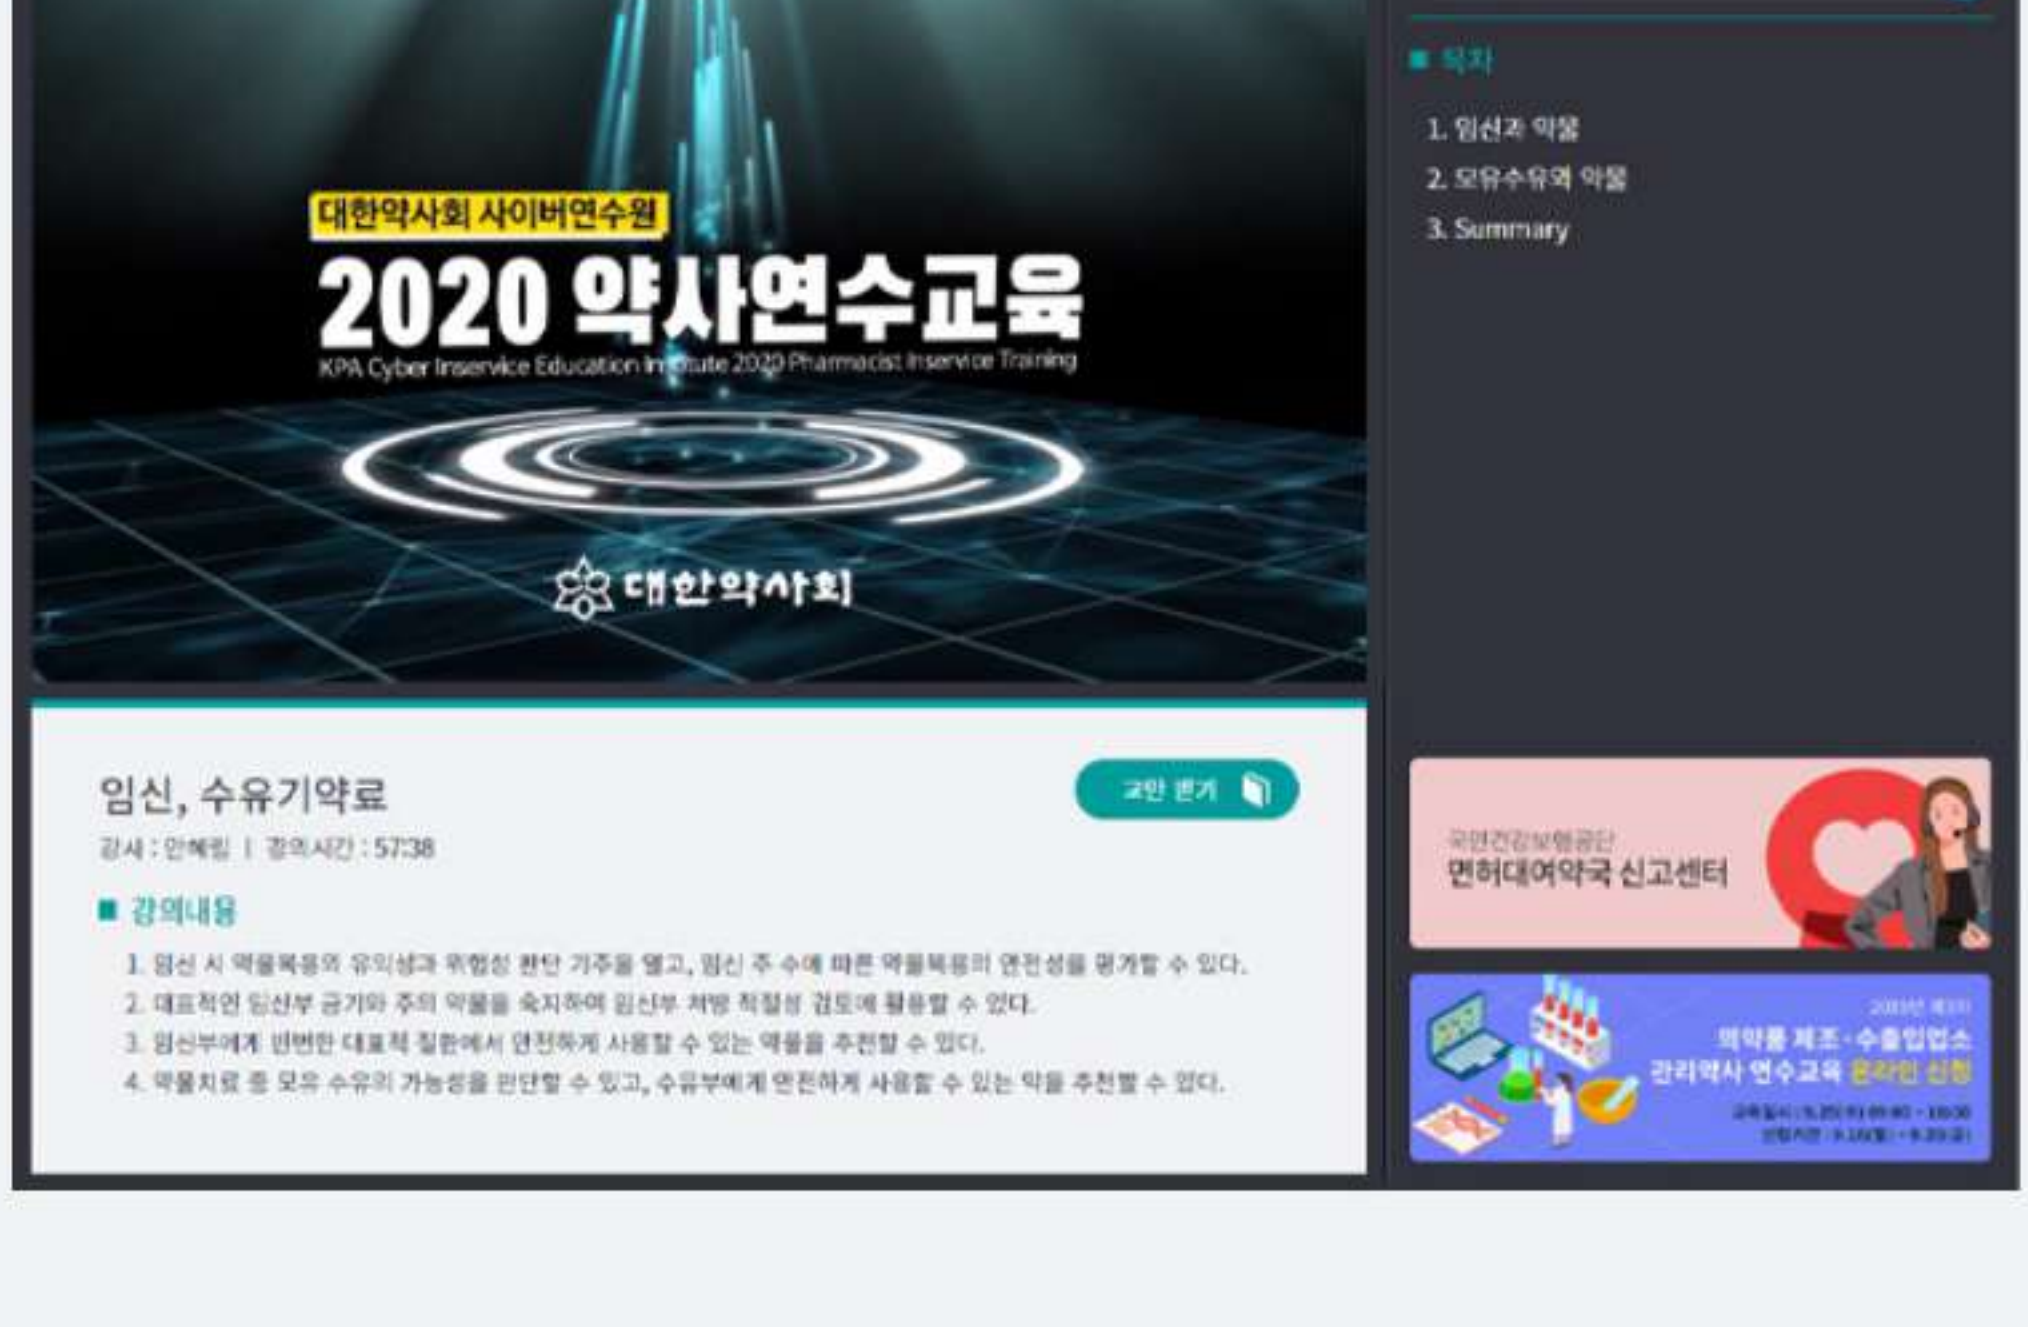 대한약사회 사이버연수원
2020 약사연수교육
KPA Cyber Inservice Education Institute 2020 Pharmacist Inservice Training
대한약사회
임신, 수유기약료
교안 받기
강사 : 안혜림 | 강의시간 : 57:38
■ 강의내용
1. 임신 시 약물복용의 유익성과 위험성 판단 기주을 알고, 임신 주 수에 따른 약물복용의 안전성을 평가할 수 있다.
2. 대표적인 임산부 금기와 주의 약물을 숙지하여 임산부 처방 적절성 검토에 활용할 수 있다.
3. 임산부에게 빈번한 대표적 질환에서 안전하게 사용할 수 있는 약물을 추천할 수 있다.
4. 약물치료 중 모유 수유의 가능성을 판단할 수 있고, 수유부에게 안전하게 사용할 수 있는 약을 추천할 수 있다.
■ 목차
1. 임신과 약물
2. 모유수유와 약물
3. Summary
국민건강보험공단
면허대여약국 신고센터
의약품 제조·수출입업소
관리약사 연수교육 온라인 신청